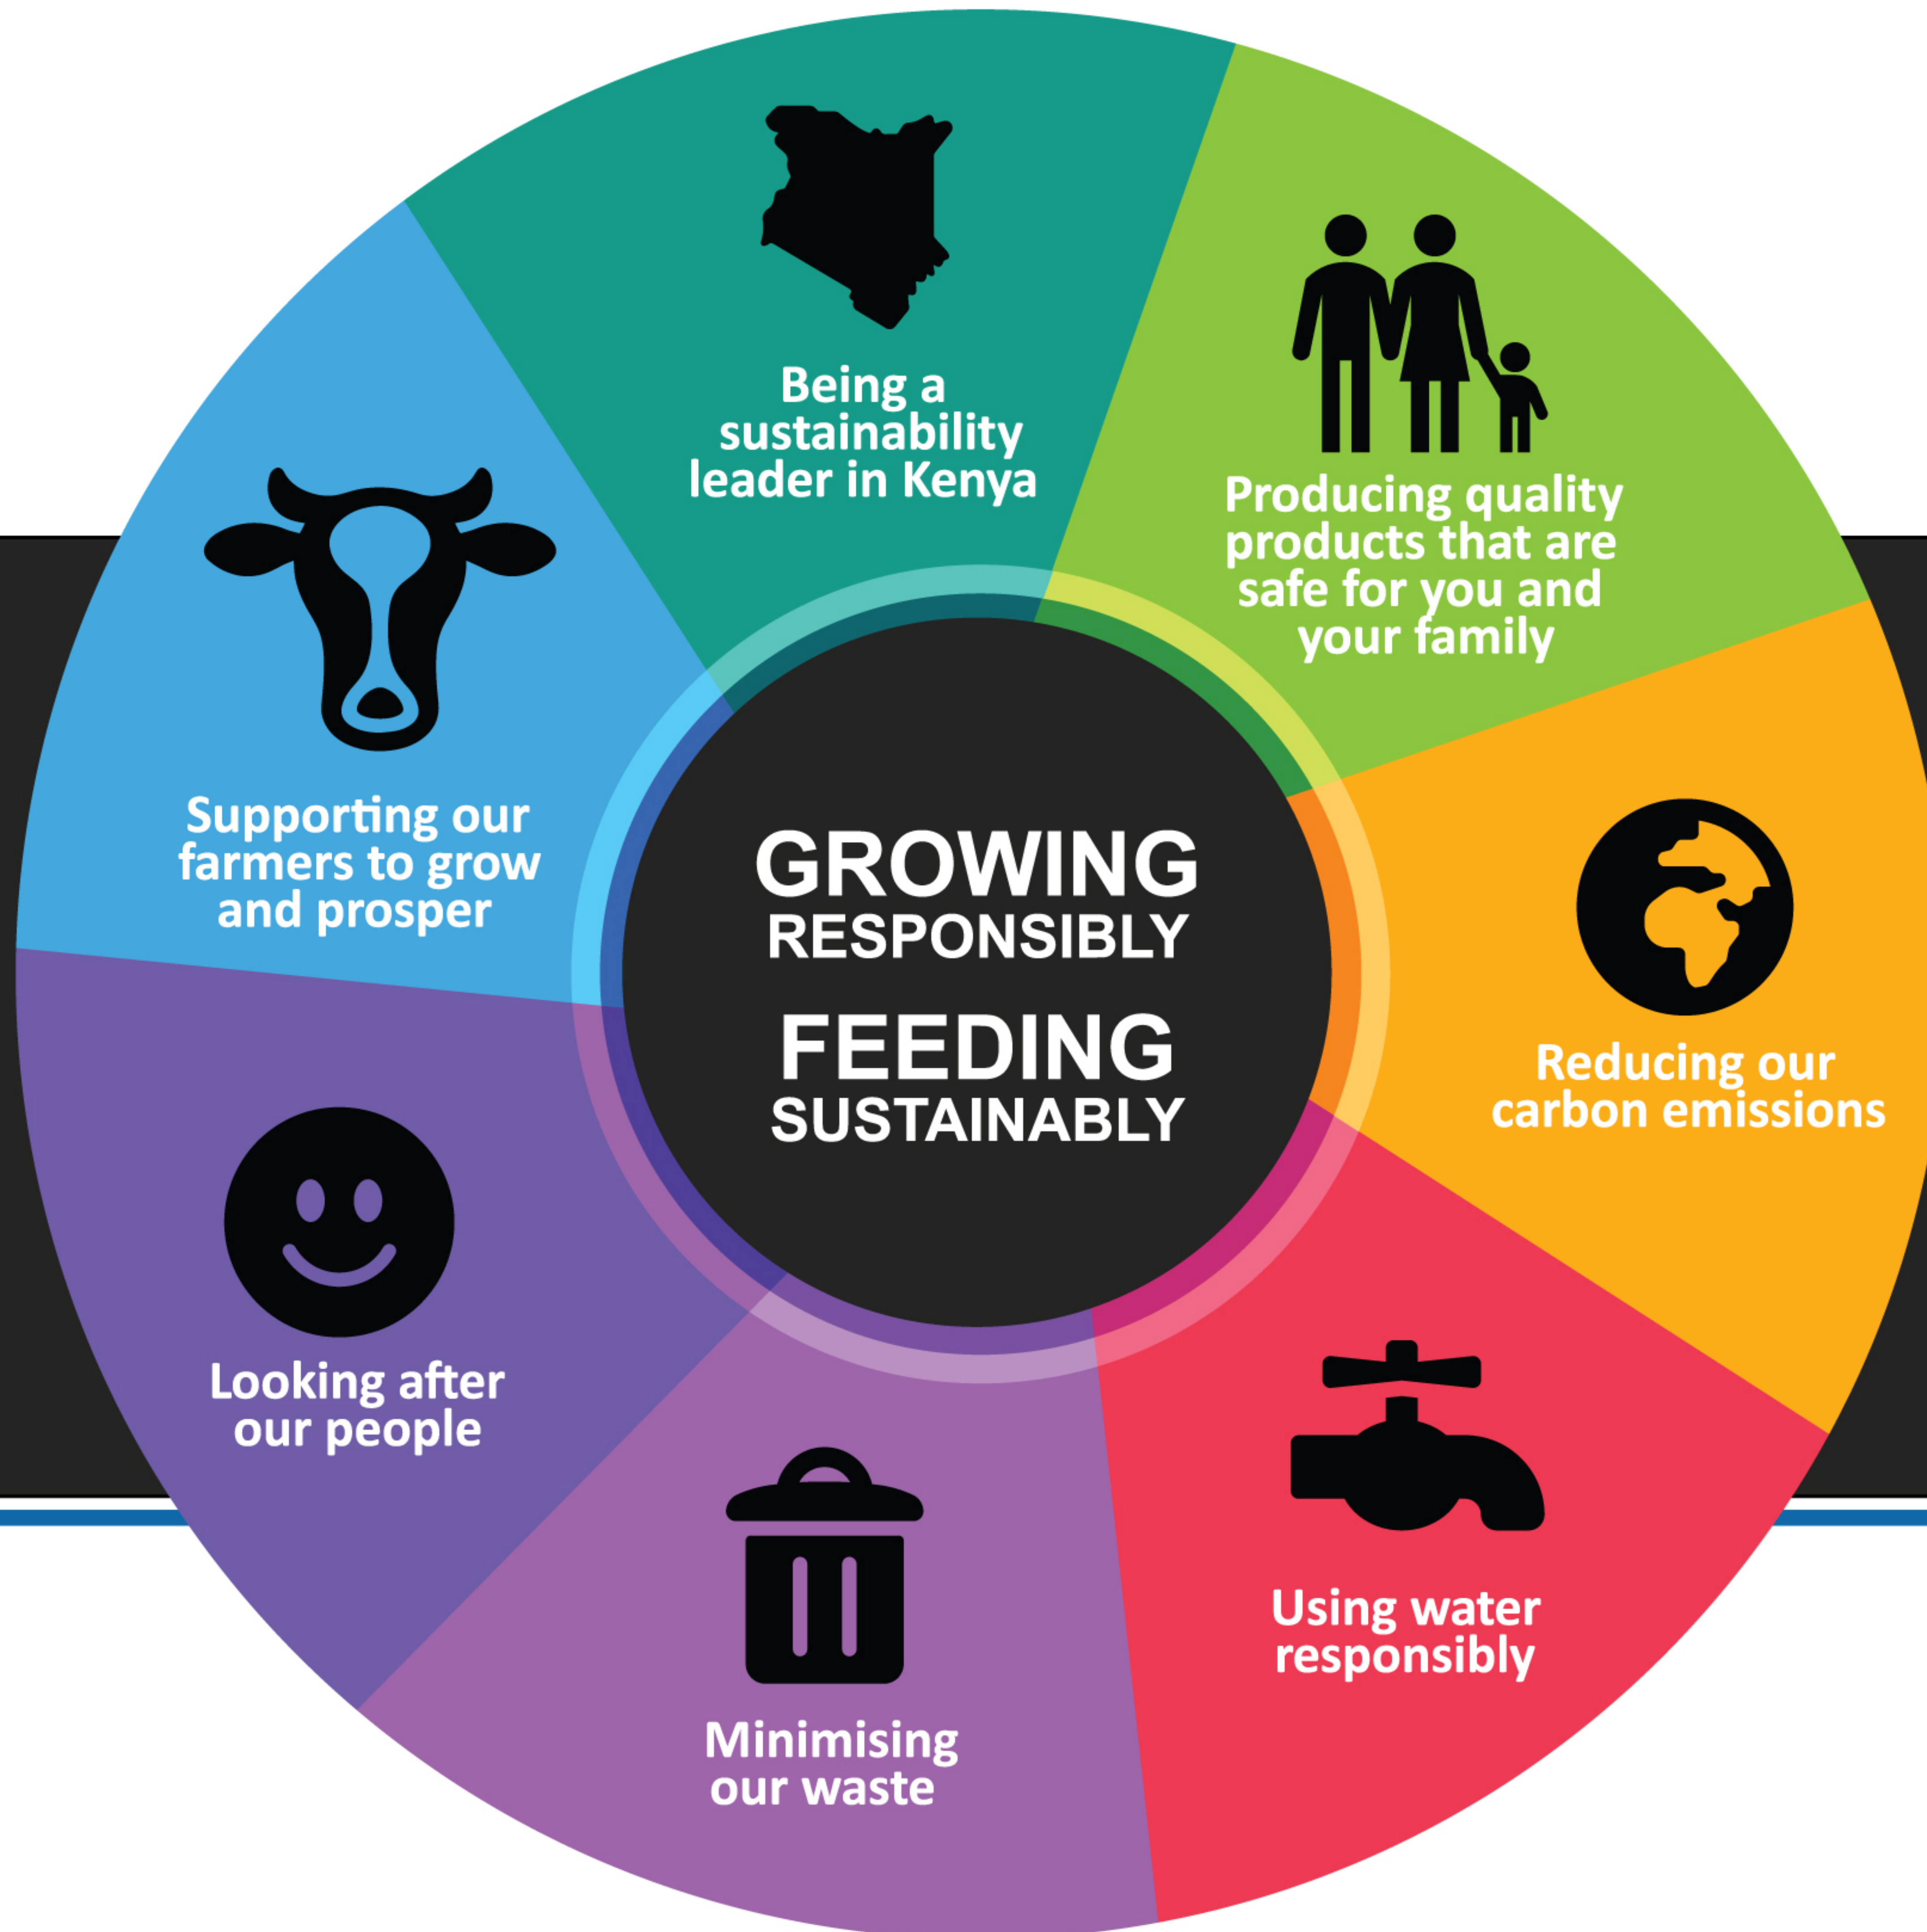 Being a
sustainability
leader in Kenya
Producing quality
products that are
safe for you and
your family
Reducing our
carbon emissions
Using water
responsibly
Minimising
our waste
Looking after
our people
Supporting our
farmers to grow
and prosper
GROWING
RESPONSIBLY
FEEDING
SUSTAINABLY